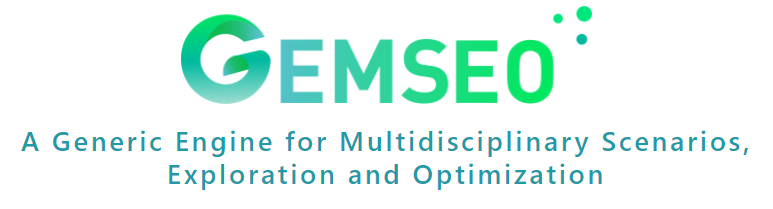 GEMSEO
A Generic Engine for Multidisciplinary Scenarios,
Exploration and Optimization